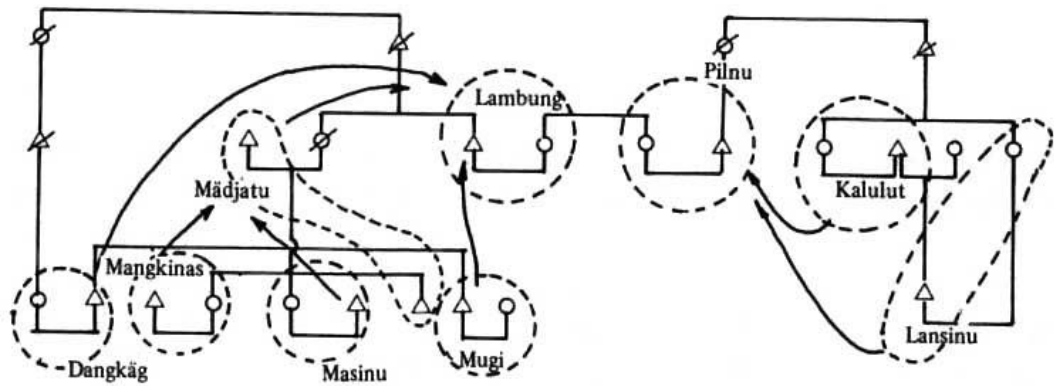 Pilnu
Lambung
Mädjatu
Kalulut
Mangkinas
Lansinu
Dangkäg
Masinu
Mugi